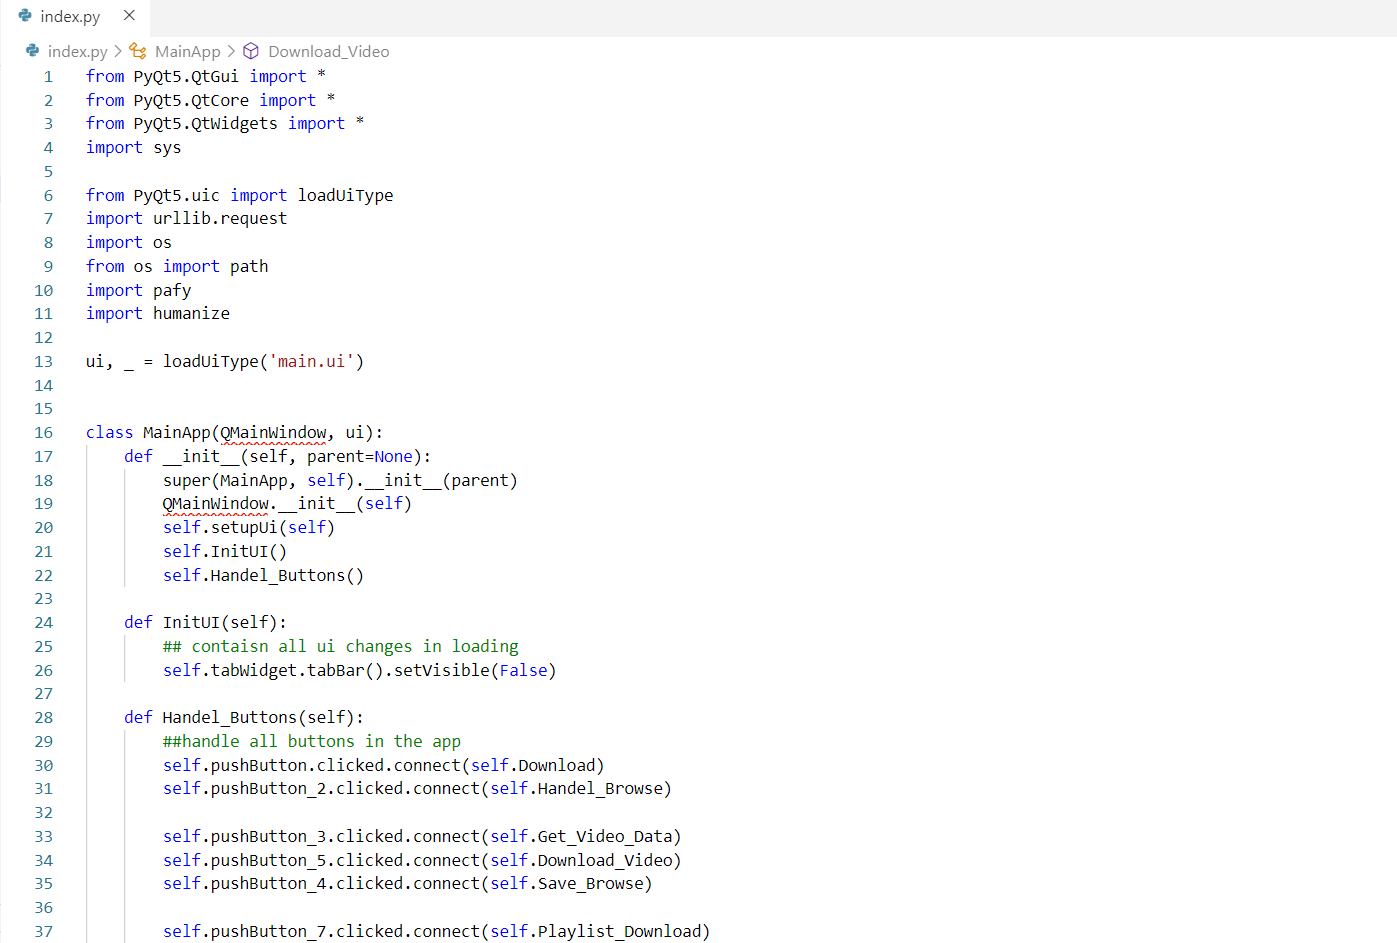 index.py
index.py > MainApp > Download_Video
1 from PyQt5.QtGui import *
2 from PyQt5.QtCore import *
3 from PyQt5.QtWidgets import *
4 import sys
5
6 from PyQt5.uic import loadUiType
7 import urllib.request
8 import os
9 from os import path
10 import pafy
11 import humanize
12
13 ui, _ = loadUiType('main.ui')
14
15
16 class MainApp(QMainWindow, ui):
17     def __init__(self, parent=None):
18         super(MainApp, self).__init__(parent)
19         QMainWindow.__init__(self)
20         self.setupUi(self)
21         self.InitUI()
22         self.Handel_Buttons()
23
24     def InitUI(self):
25         ## contaisn all ui changes in loading
26         self.tabWidget.tabBar().setVisible(False)
27
28     def Handel_Buttons(self):
29         ##handle all buttons in the app
30         self.pushButton.clicked.connect(self.Download)
31         self.pushButton_2.clicked.connect(self.Handel_Browse)
32
33         self.pushButton_3.clicked.connect(self.Get_Video_Data)
34         self.pushButton_5.clicked.connect(self.Download_Video)
35         self.pushButton_4.clicked.connect(self.Save_Browse)
36
37         self.pushButton_7.clicked.connect(self.Playlist_Download)